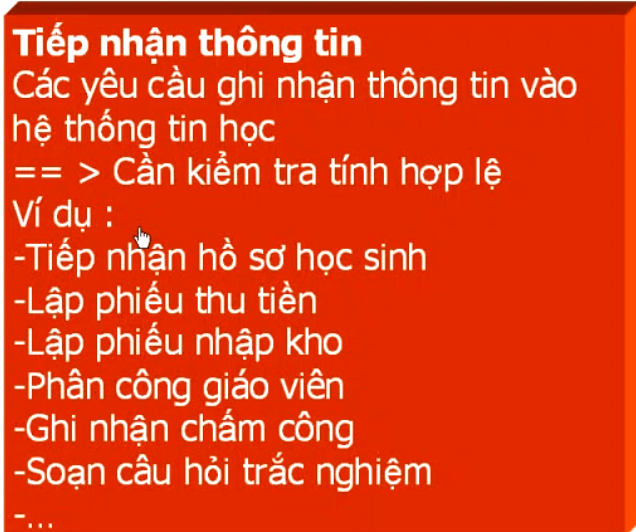 Tiếp nhận thông tin
Các yêu cầu ghi nhận thông tin vào
hệ thống tin học
== > Cần kiểm tra tính hợp lệ
Ví dụ :
-Tiếp nhận hồ sơ học sinh
-Lập phiếu thu tiền
-Lập phiếu nhập kho
-Phân công giáo viên
-Ghi nhận chấm công
-Soạn câu hỏi trắc nghiệm
-...